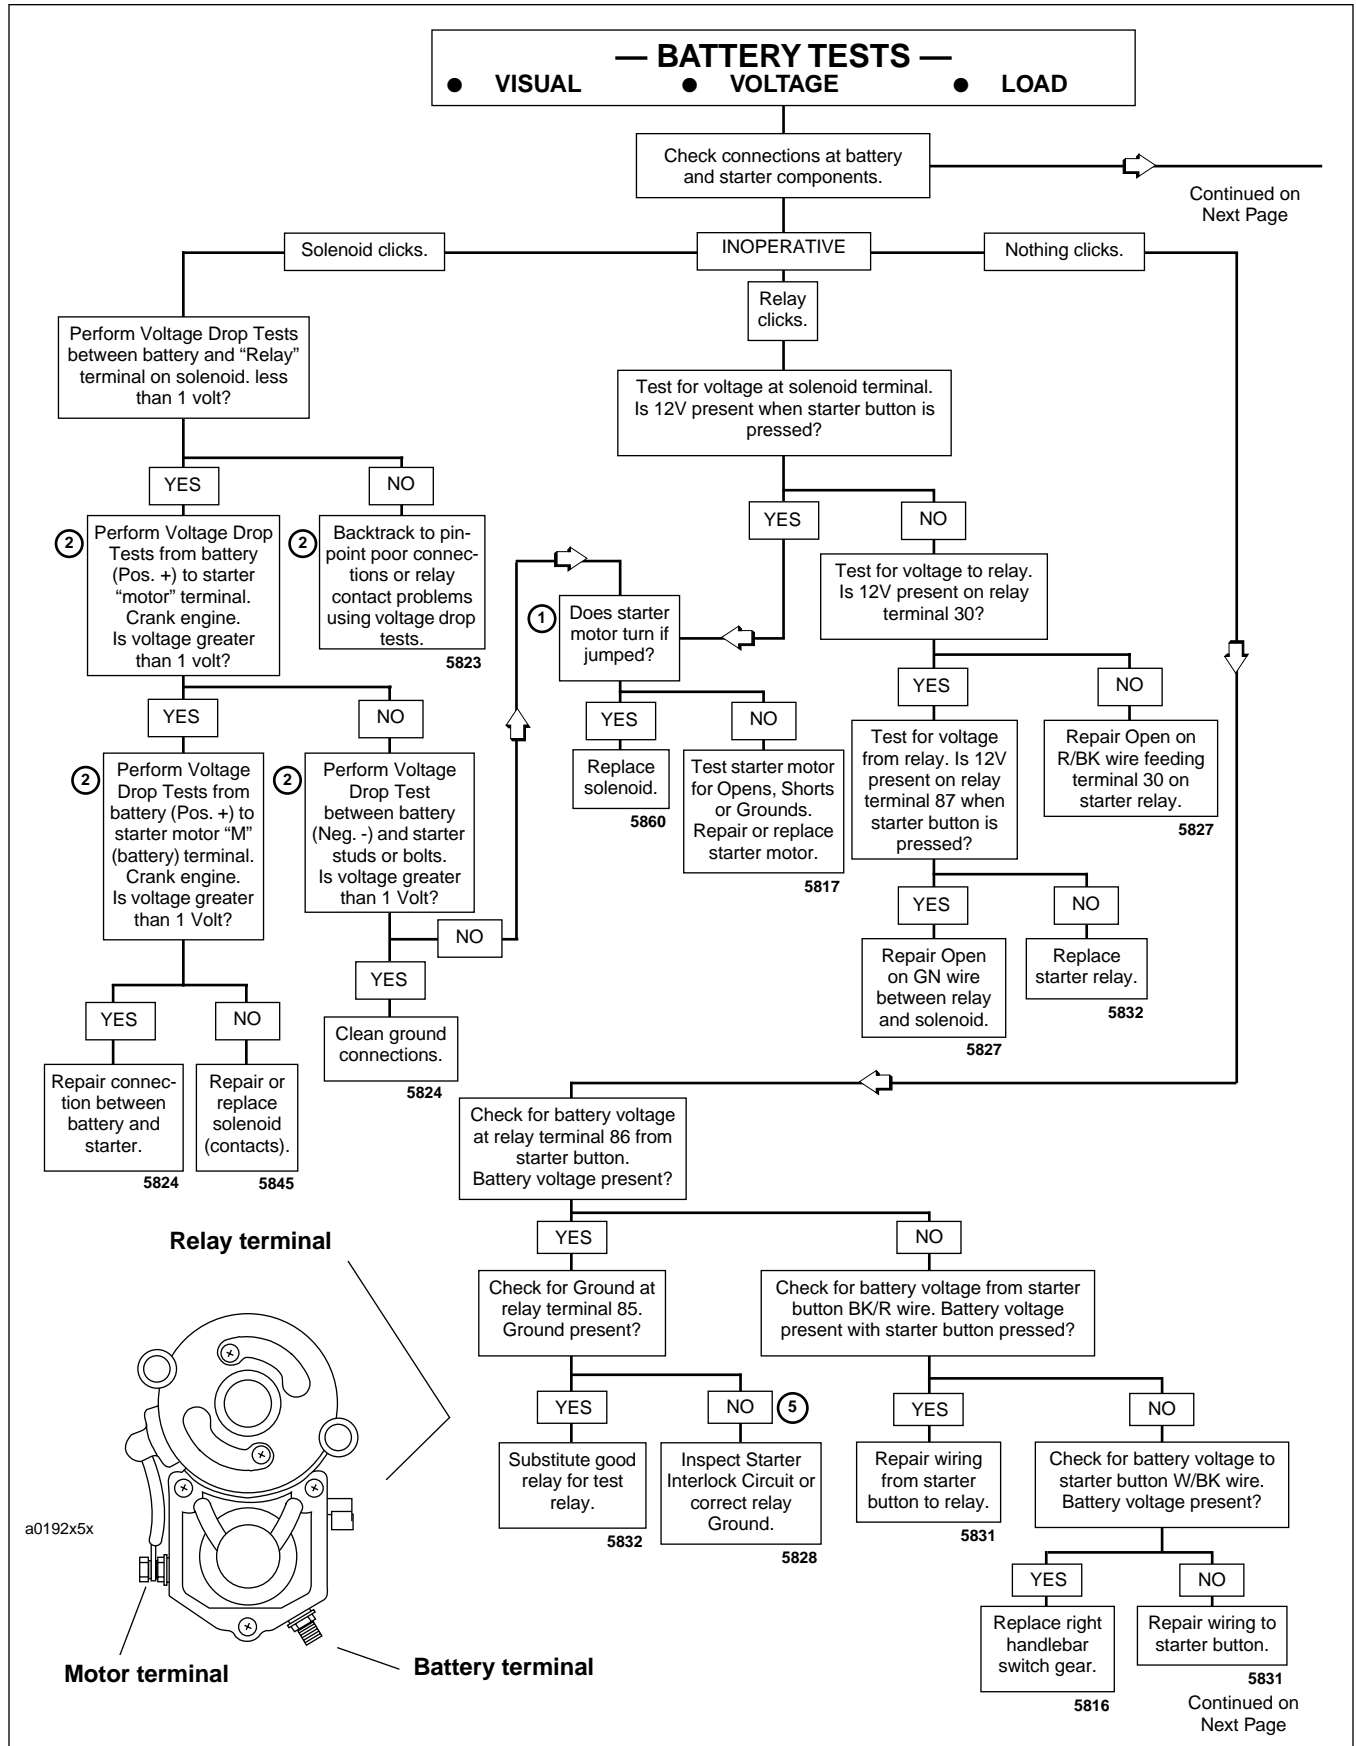 — BATTERY TESTS —
● VISUAL ● VOLTAGE ● LOAD
Check connections at battery
and starter components.
Continued on
Next Page
Solenoid clicks.
INOPERATIVE
Nothing clicks.
Relay
clicks.
Perform Voltage Drop Tests
between battery and “Relay”
terminal on solenoid. less
than 1 volt?
Test for voltage at solenoid terminal.
Is 12V present when starter button is
pressed?
YES
NO
YES
NO
2
Perform Voltage Drop
Tests from battery
(Pos. +) to starter
“motor” terminal.
Crank engine.
Is voltage greater
than 1 volt?
2
Backtrack to pin-
point poor connec-
tions or relay
contact problems
using voltage drop
tests.
5823
1
Does starter
motor turn if
jumped?
Test for voltage to relay.
Is 12V present on relay
terminal 30?
YES
NO
YES
NO
YES
NO
2
Perform Voltage
Drop Tests from
battery (Pos. +) to
starter motor “M”
(battery) terminal.
Crank engine.
Is voltage greater
than 1 Volt?
2
Perform Voltage
Drop Test
between battery
(Neg. -) and starter
studs or bolts.
Is voltage greater
than 1 Volt?
Replace
solenoid.
5860
Test starter motor
for Opens, Shorts
or Grounds.
Repair or replace
starter motor.
5817
Test for voltage
from relay. Is 12V
present on relay
terminal 87 when
starter button is
pressed?
Repair Open on
R/BK wire feeding
terminal 30 on
starter relay.
5827
YES
NO
NO
YES
Repair Open
on GN wire
between relay
and solenoid.
5827
Replace
starter relay.
5832
YES
NO
Clean ground
connections.
5824
Repair connec-
tion between
battery and
starter.
5824
Repair or
replace
solenoid
(contacts).
5845
Check for battery voltage
at relay terminal 86 from
starter button.
Battery voltage present?
YES
NO
Check for Ground at
relay terminal 85.
Ground present?
Check for battery voltage from starter
button BK/R wire. Battery voltage
present with starter button pressed?
YES
NO
5
YES
NO
Substitute good
relay for test
relay.
5832
Inspect Starter
Interlock Circuit or
correct relay
Ground.
5828
Repair wiring
from starter
button to relay.
5831
Check for battery voltage to
starter button W/BK wire.
Battery voltage present?
YES
NO
Replace right
handlebar
switch gear.
5816
Repair wiring to
starter button.
5831
Continued on
Next Page
Relay terminal
a0192x5x
Motor terminal
Battery terminal